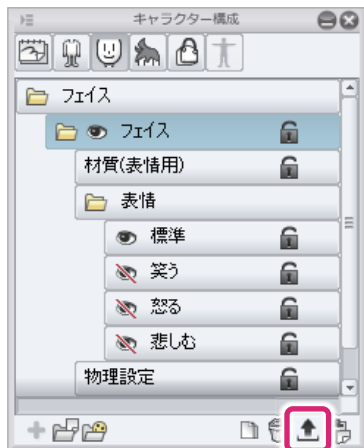 キャラクター構成
フェイス
フェイス
材質(表情用)
表情
標準
笑う
怒る
悲しむ
物理設定